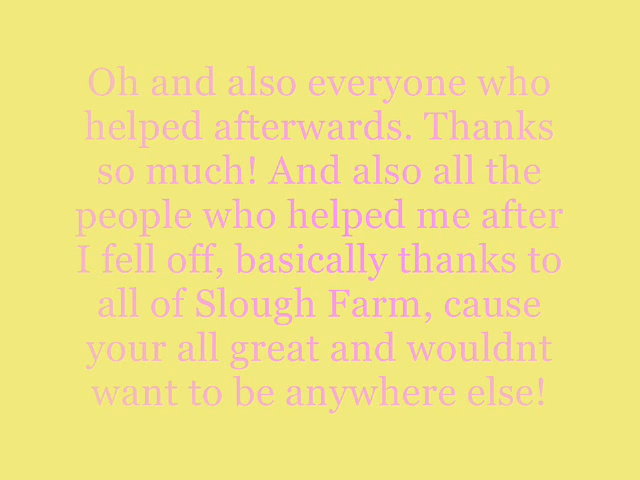 Oh and also everyone who
helped afterwards. Thanks
so much! And also all the
people who helped me after
I fell off, basically thanks to
all of Slough Farm, cause
your all great and wouldnt
want to be anywhere else!